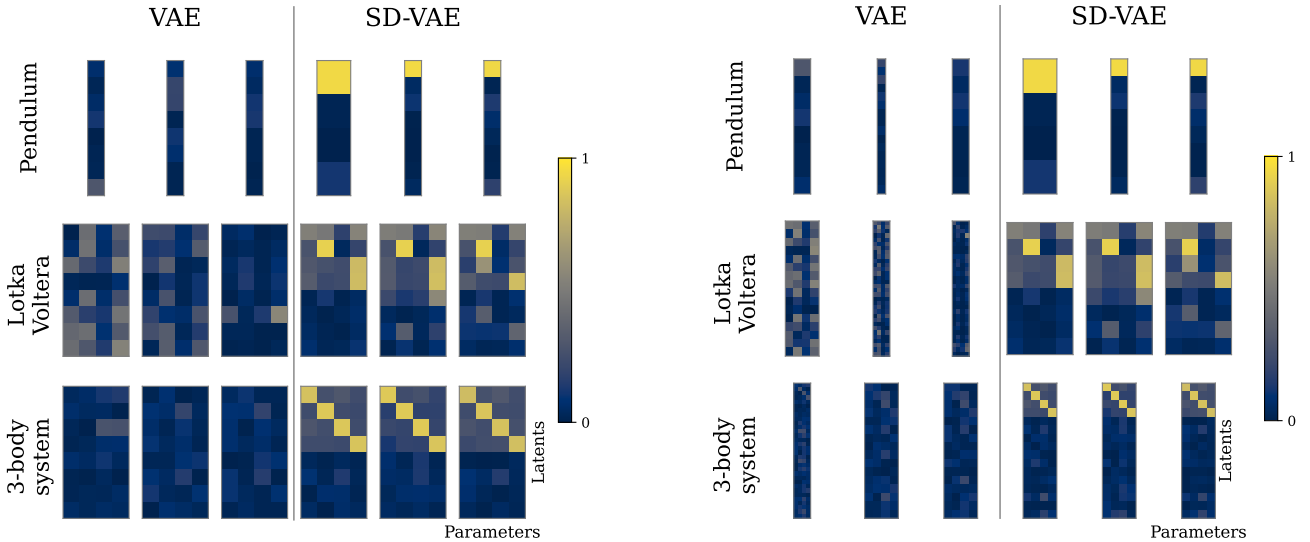 VAE
SD-VAE
Pendulum
Lotka
Voltera
3-body
system
1
0
Latents
Parameters
VAE
SD-VAE
Pendulum
Lotka
Voltera
3-body
system
1
0
Latents
Parameters